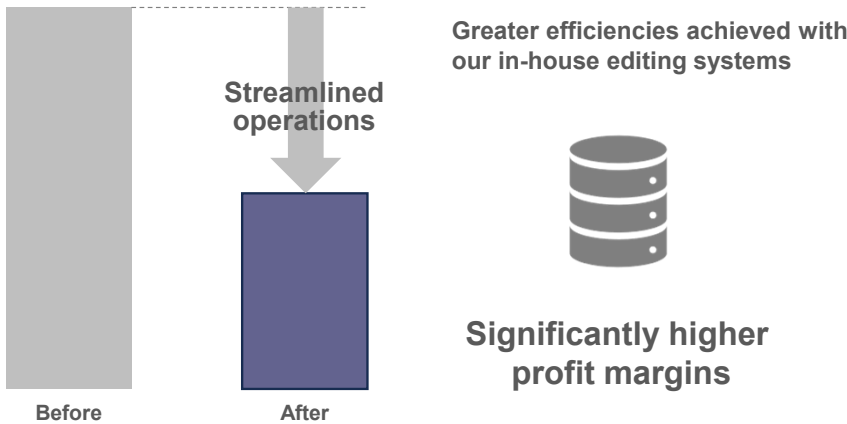 Greater efficiencies achieved with
our in-house editing systems
Streamlined
operations
Significantly higher
profit margins
Before
After